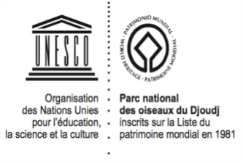 UNESCO
PATRIMONIO MUNDIAL • WORLD HERITAGE • PATRIMOINE MONDIAL
Organisation
des Nations Unies
pour l'éducation,
la science et la culture
Parc national
des oiseaux du Djoudj
inscrits sur la Liste du
patrimoine mondial en 1981